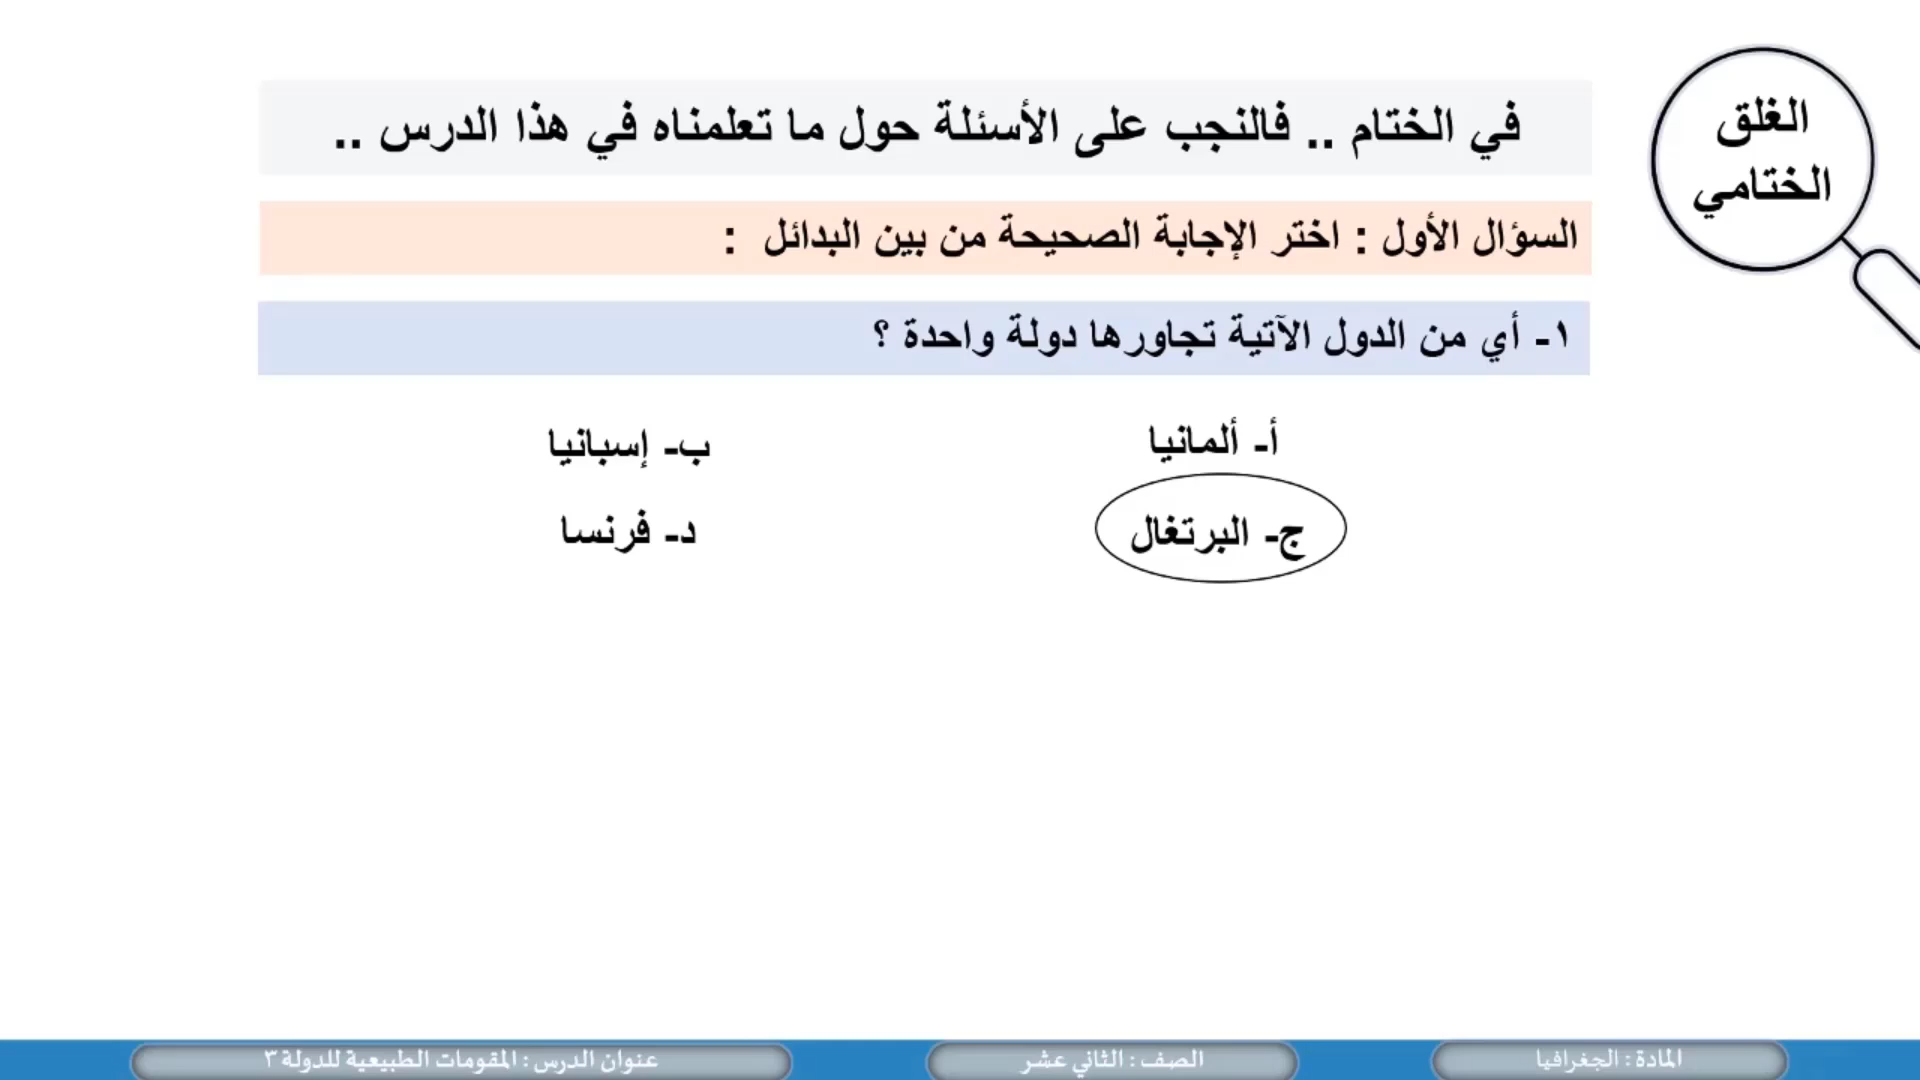 الغلق
الختامي
في الختام .. فالنجب على الأسئلة حول ما تعلمناه في هذا الدرس ..
السؤال الأول : اختر الإجابة الصحيحة من بين البدائل :
١- أي من الدول الآتية تجاورها دولة واحدة ؟
أ- ألمانيا
ب- إسبانيا
ج- البرتغال
د- فرنسا
المادة : الجغرافيا
الصف : الثاني عشر
عنوان الدرس : المقومات الطبيعية للدولة ٣